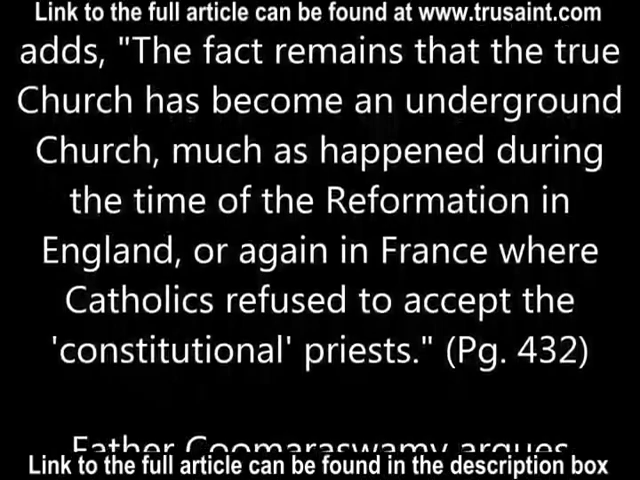 Link to the full article can be found at www.trusaint.com
adds, "The fact remains that the true
Church has become an underground
Church, much as happened during
the time of the Reformation in
England, or again in France where
Catholics refused to accept the
'constitutional' priests." (Pg. 432)
Father Coomaraswamy argues
Link to the full article can be found in the description box